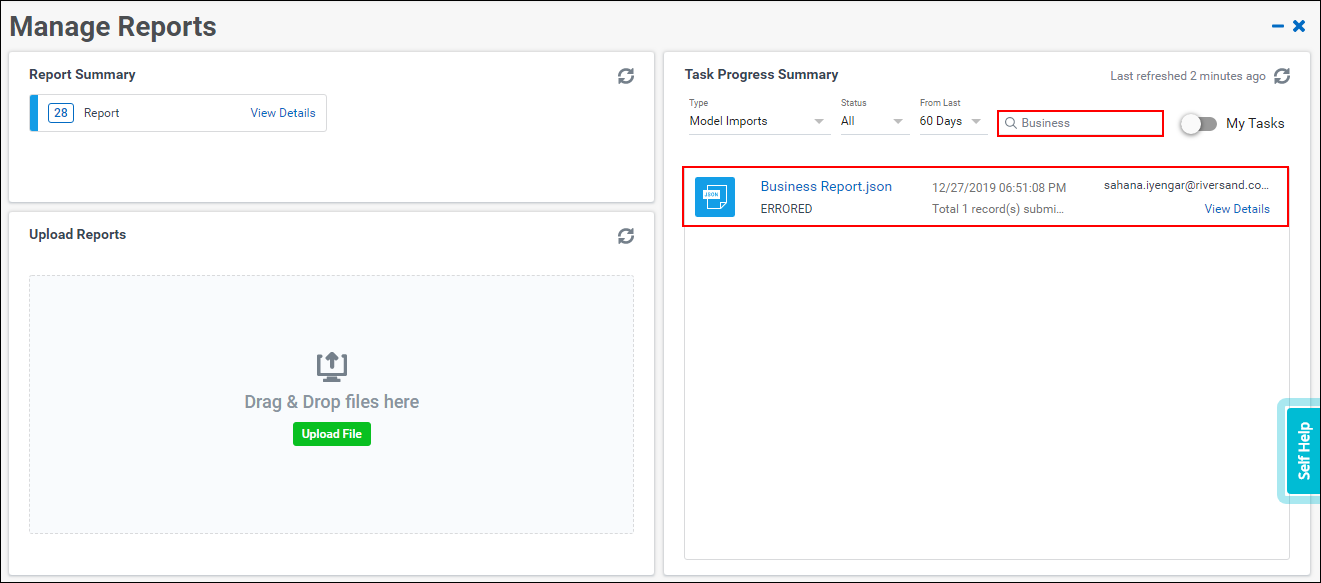 Manage Reports
Report Summary
28 Report View Details
Upload Reports
Drag & Drop files here
Upload File
Task Progress Summary
Last refreshed 2 minutes ago
Type Status From Last
Model Imports All 60 Days Business My Tasks
JSON
Business Report.json 12/27/2019 06:51:08 PM sahana.iyengar@riversand.co...
ERRORED Total 1 record(s) submi... View Details
Self Help